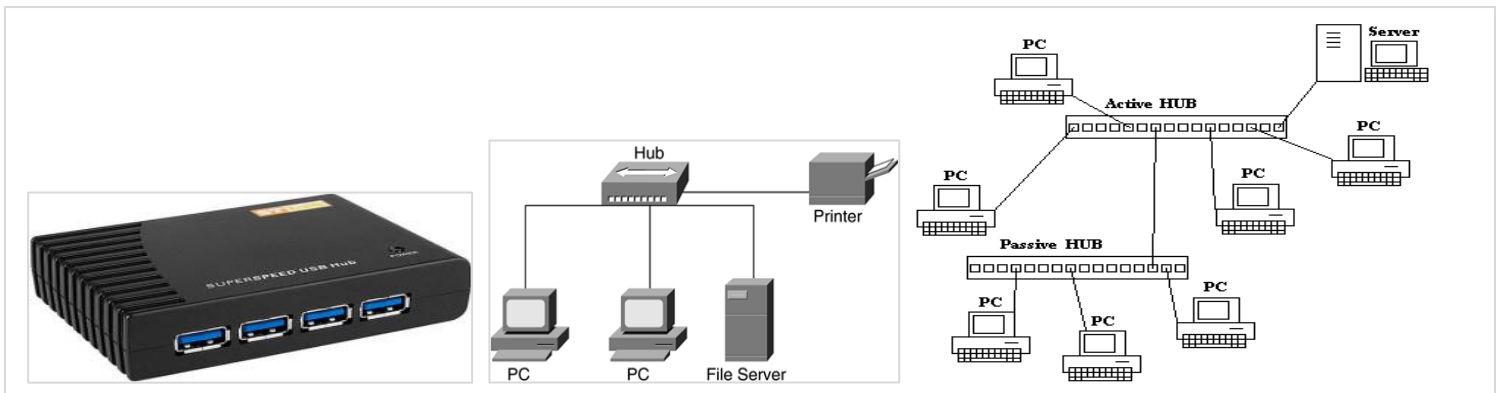 SUPERSPEED USB Hub
POWER
Hub
Printer
PC
PC
File Server
PC
Server
Active HUB
PC
PC
PC
Passive HUB
PC
PC
PC